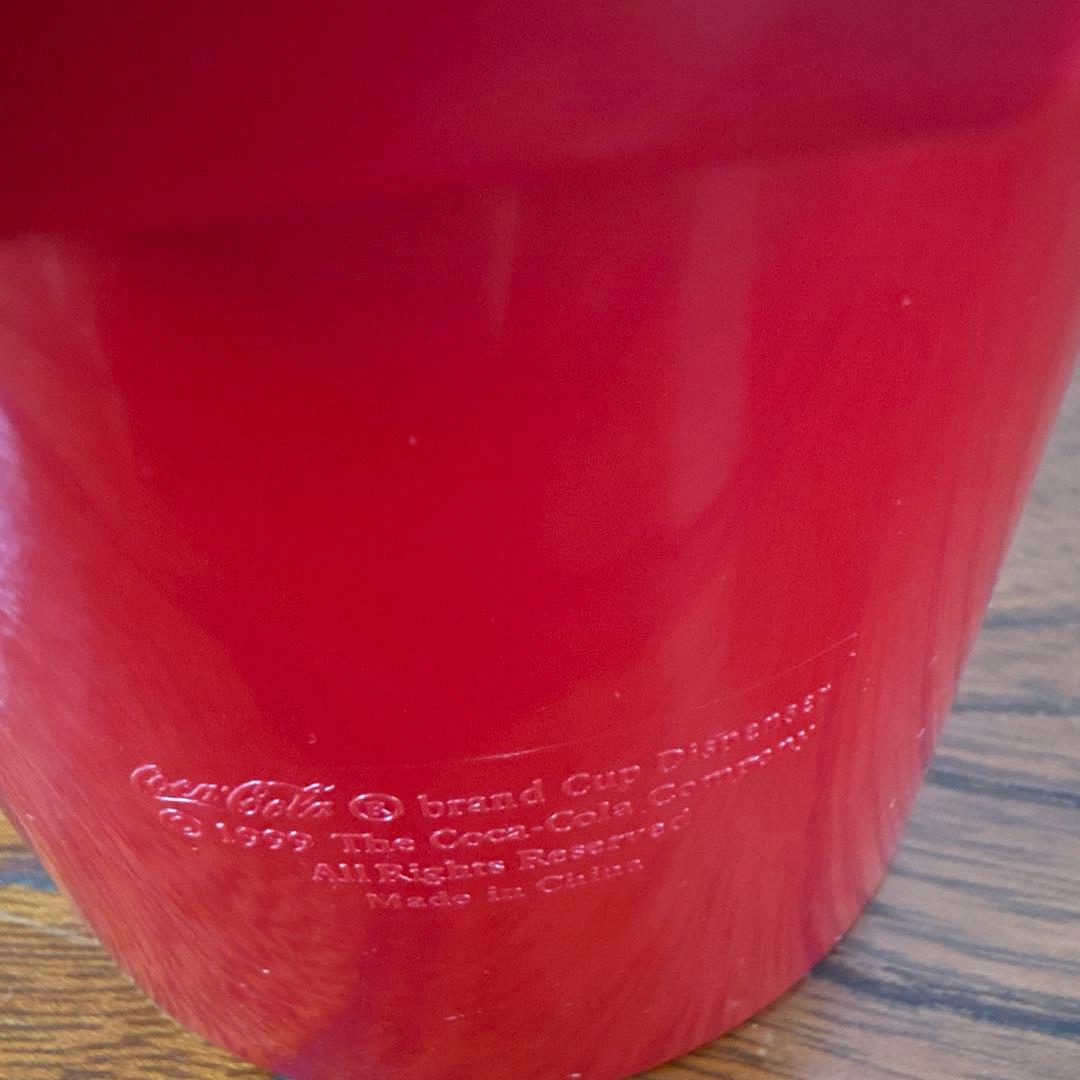 Coca-Cola ® brand Cup Dispenser
© 1999 The Coca-Cola Company
All Rights Reserved
Made in China